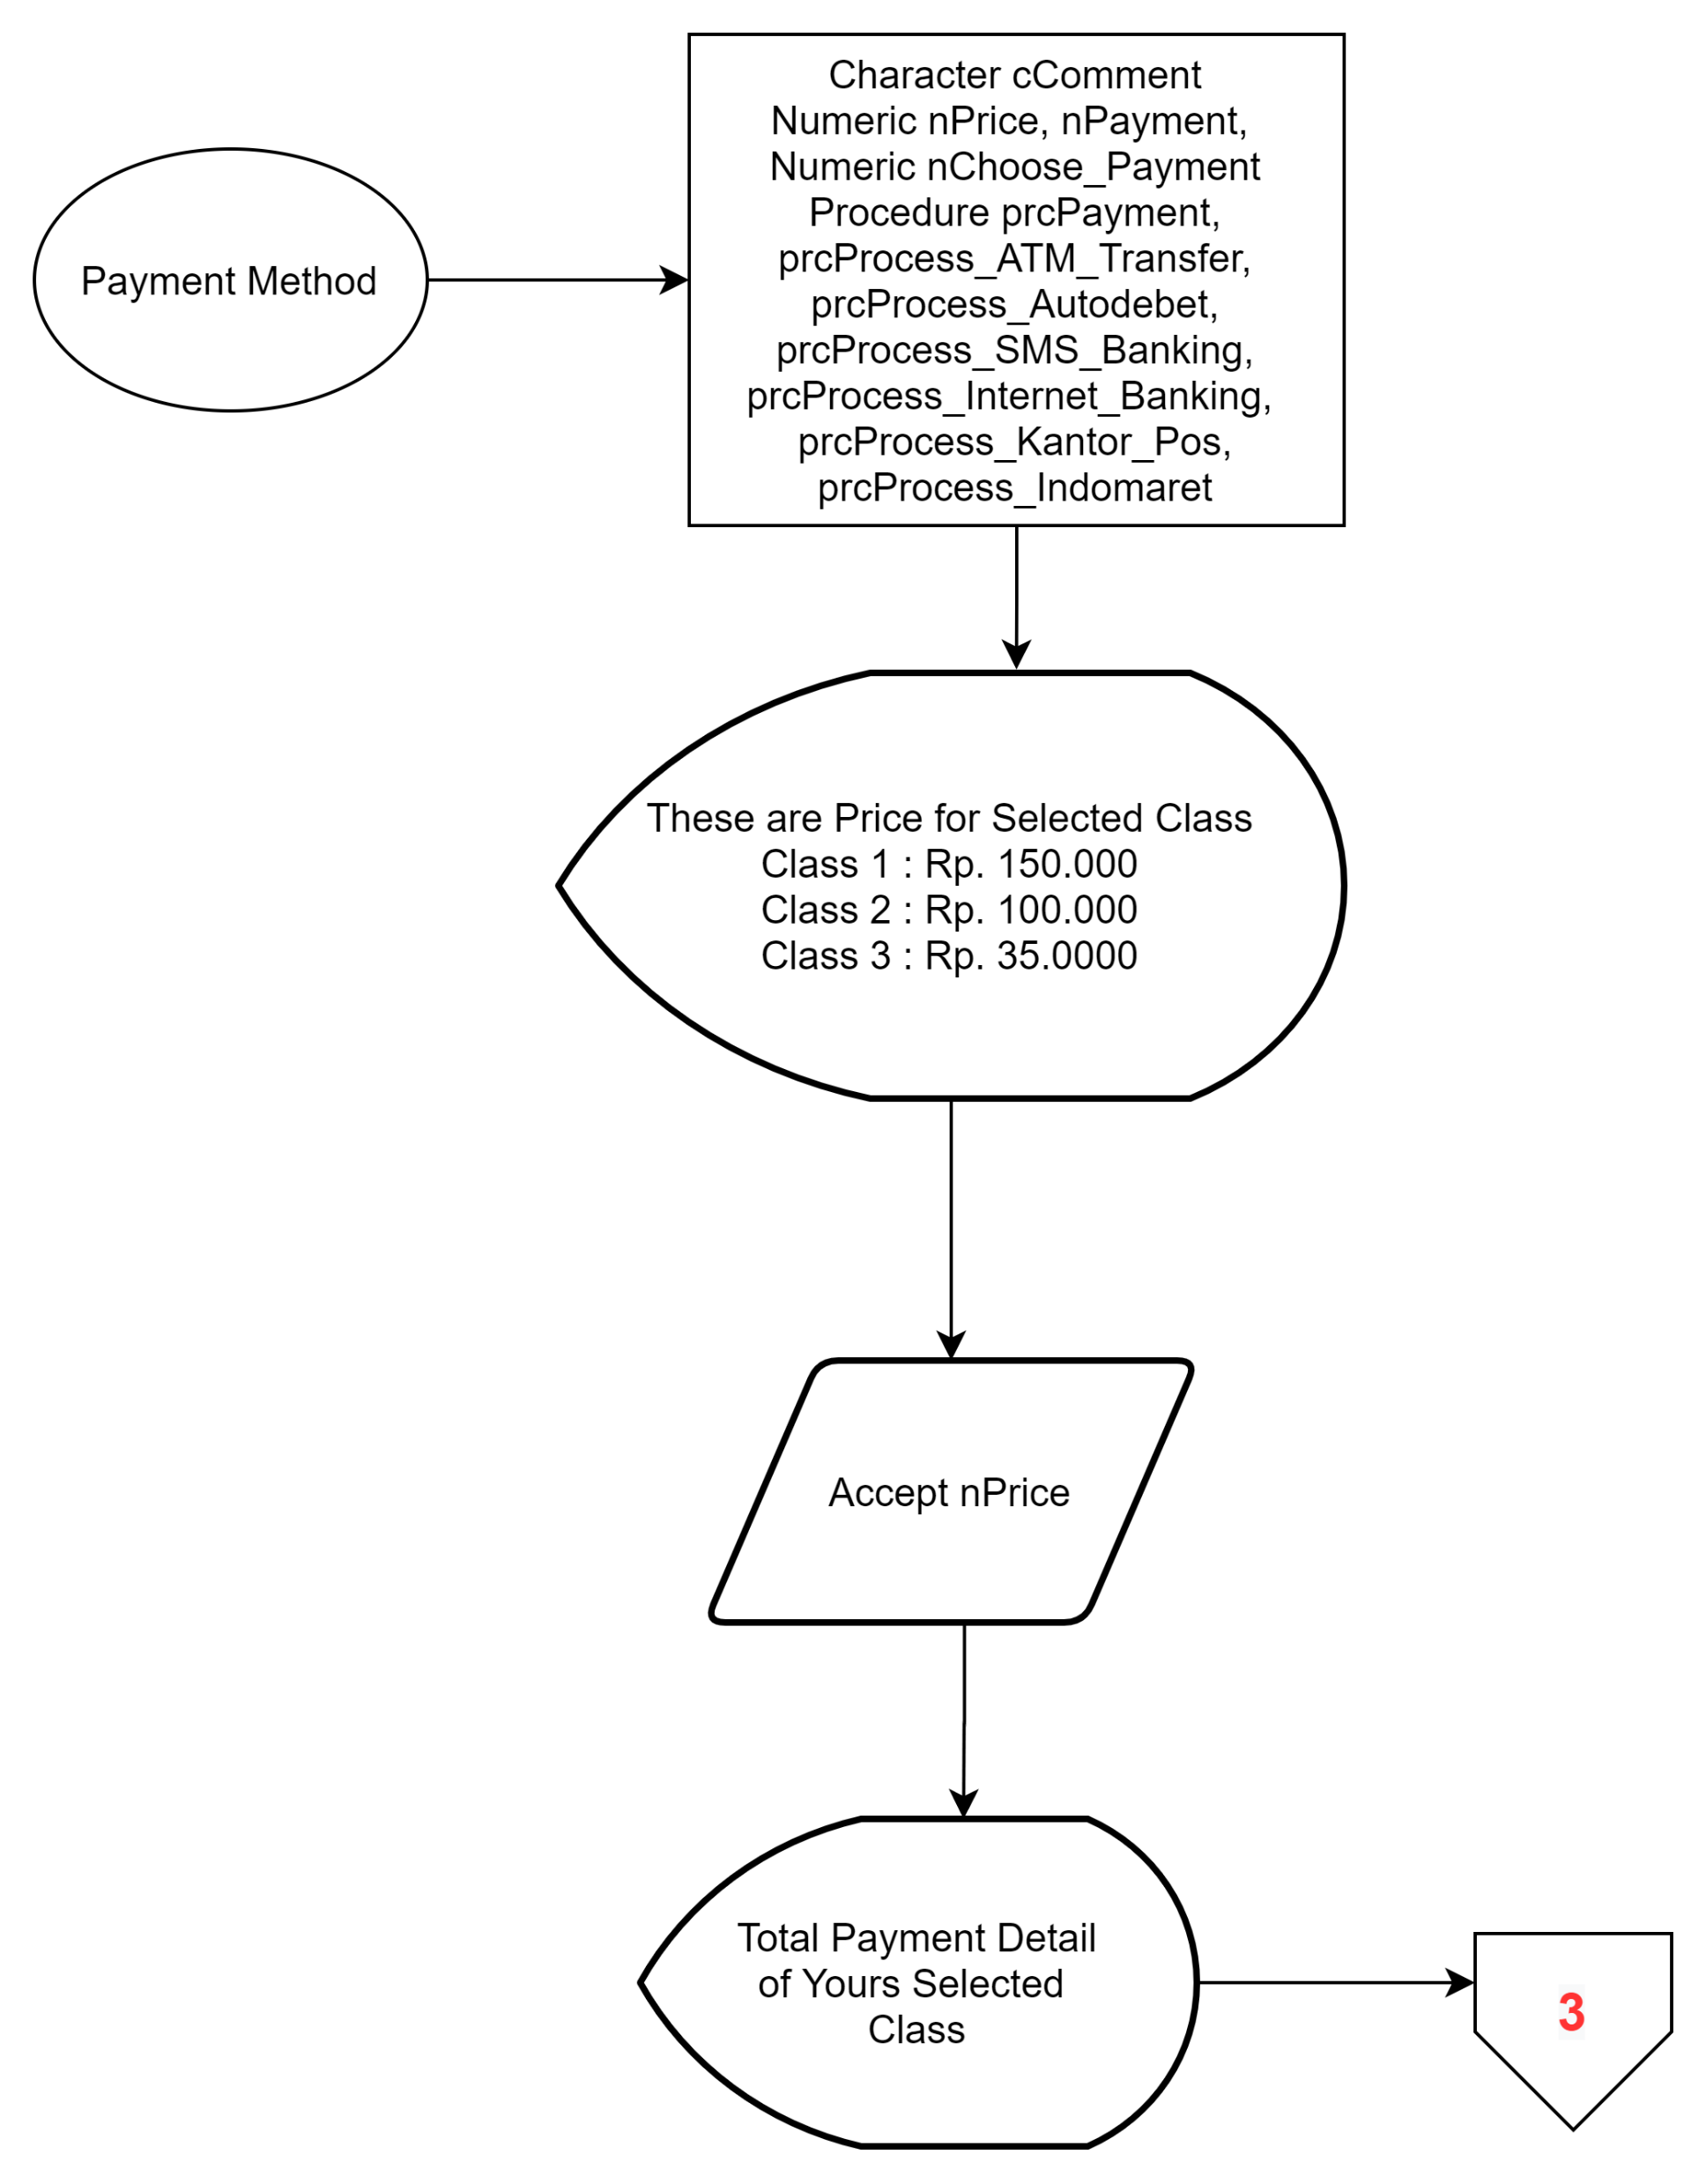 Payment Method
Character cComment
Numeric nPrice, nPayment,
Numeric nChoose_Payment
Procedure prcPayment,
prcProcess_ATM_Transfer,
prcProcess_Autodebet,
prcProcess_SMS_Banking,
prcProcess_Internet_Banking,
prcProcess_Kantor_Pos,
prcProcess_Indomaret
These are Price for Selected Class
Class 1 : Rp. 150.000
Class 2 : Rp. 100.000
Class 3 : Rp. 35.0000
Accept nPrice
Total Payment Detail
of Yours Selected
Class
3